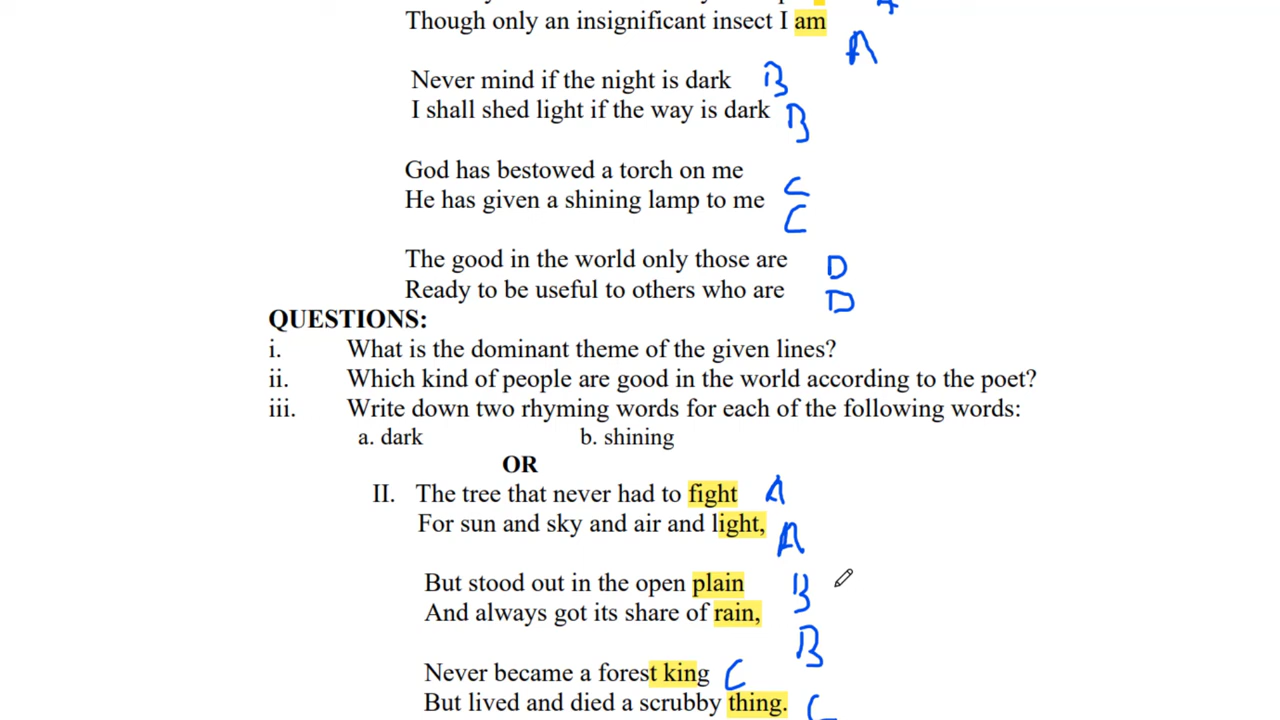 Though only an insignificant insect I am
A
Never mind if the night is dark B
I shall shed light if the way is dark B
God has bestowed a torch on me C
He has given a shining lamp to me C
The good in the world only those are D
Ready to be useful to others who are D
QUESTIONS:
i. What is the dominant theme of the given lines?
ii. Which kind of people are good in the world according to the poet?
iii. Write down two rhyming words for each of the following words:
a. dark b. shining
OR
II. The tree that never had to fight A
For sun and sky and air and light, A
But stood out in the open plain B
And always got its share of rain, B
Never became a forest king C
But lived and died a scrubby thing. C